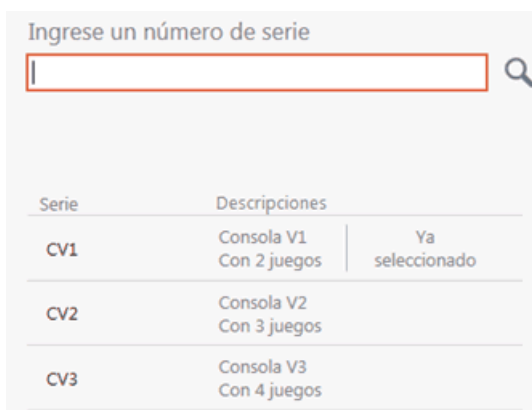 Ingrese un número de serie
Serie Descripciones
CV1 Consola V1 Con 2 juegos Ya seleccionado
CV2 Consola V2 Con 3 juegos
CV3 Consola V3 Con 4 juegos